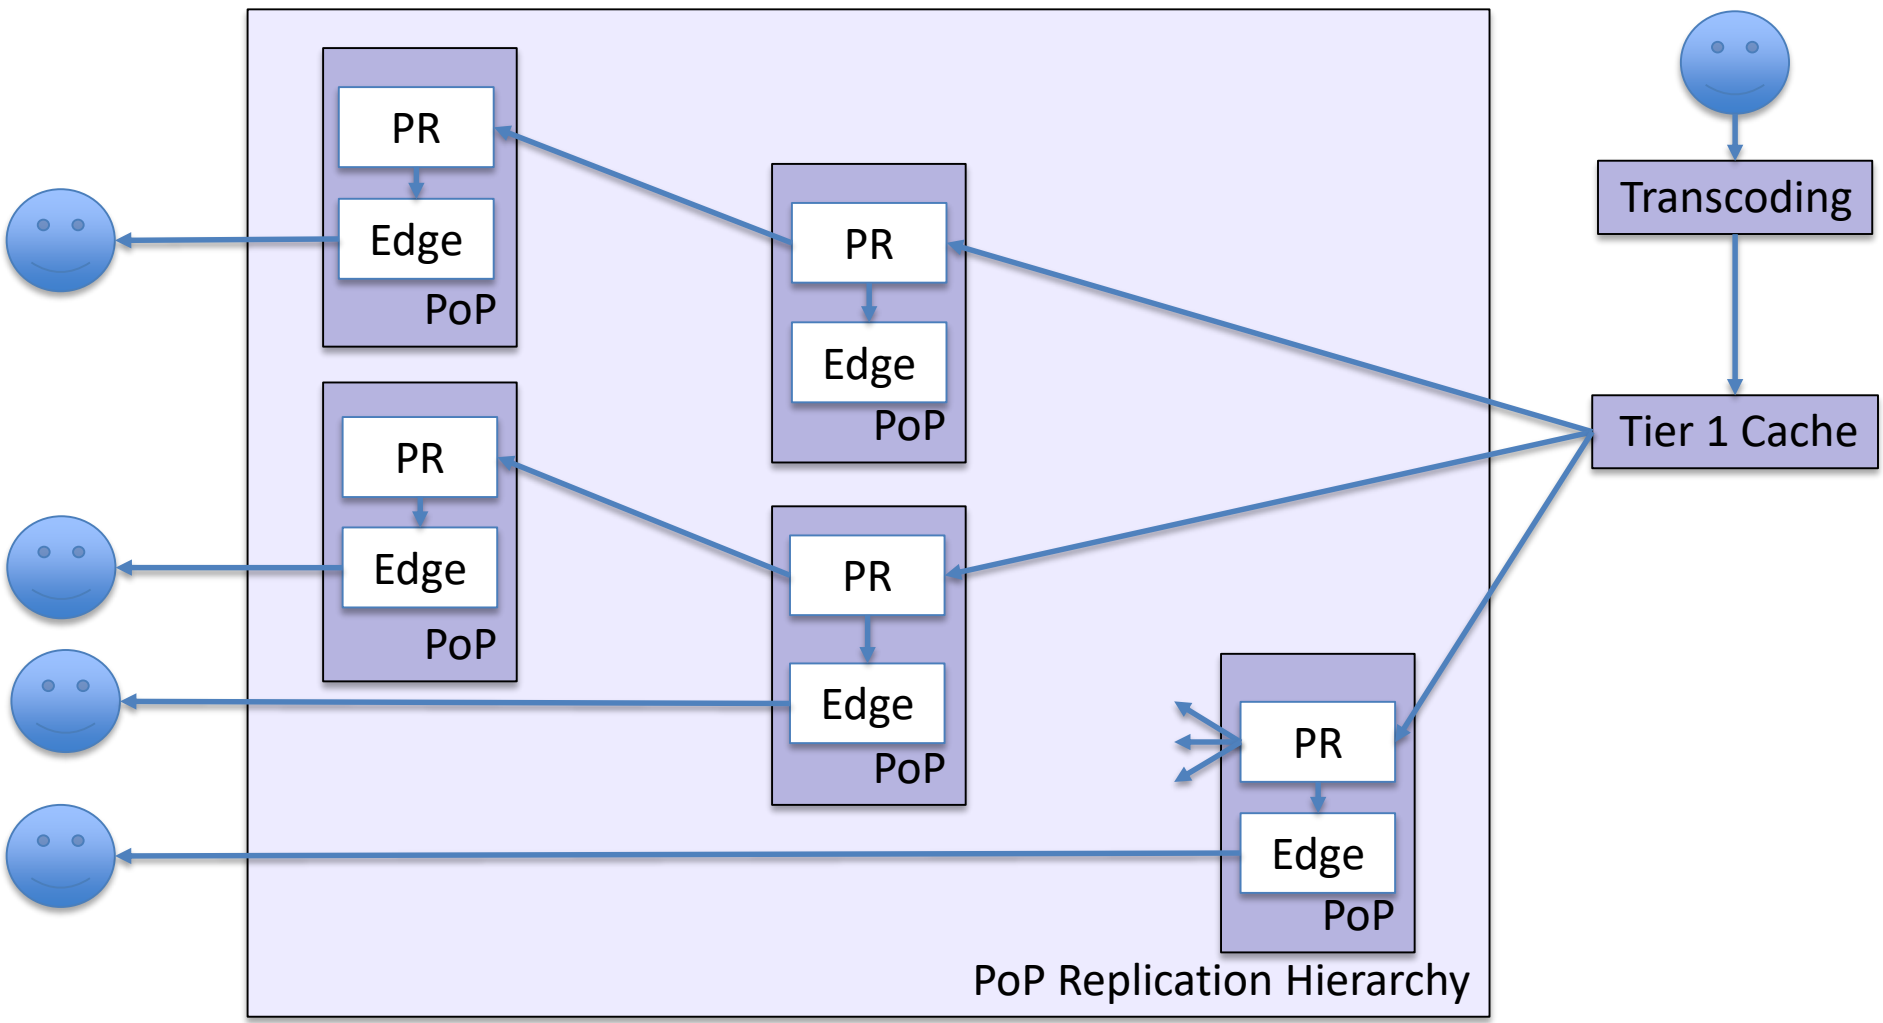 PR
Edge
PoP
PR
Edge
PoP
PR
Edge
PoP
PR
Edge
PoP
PR
Edge
PoP
PoP Replication Hierarchy
Transcoding
Tier 1 Cache